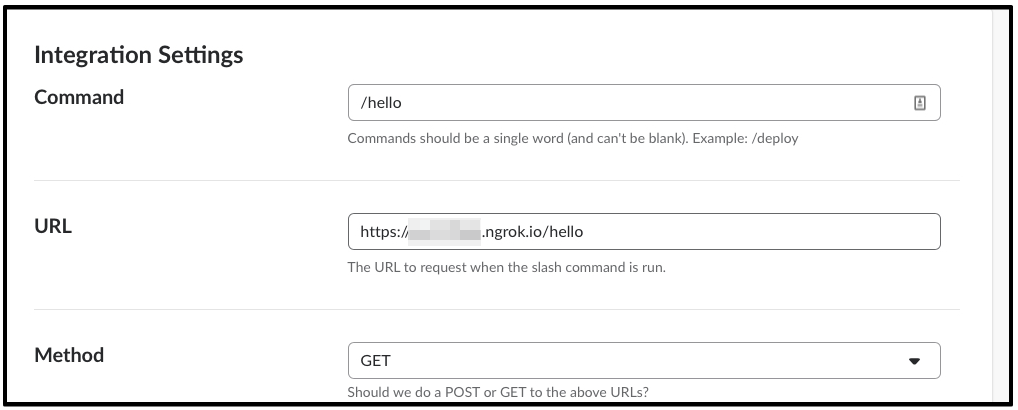 Integration Settings
Command
/hello
Commands should be a single word (and can't be blank). Example: /deploy
URL
https://.ngrok.io/hello
The URL to request when the slash command is run.
Method
GET
Should we do a POST or GET to the above URLs?